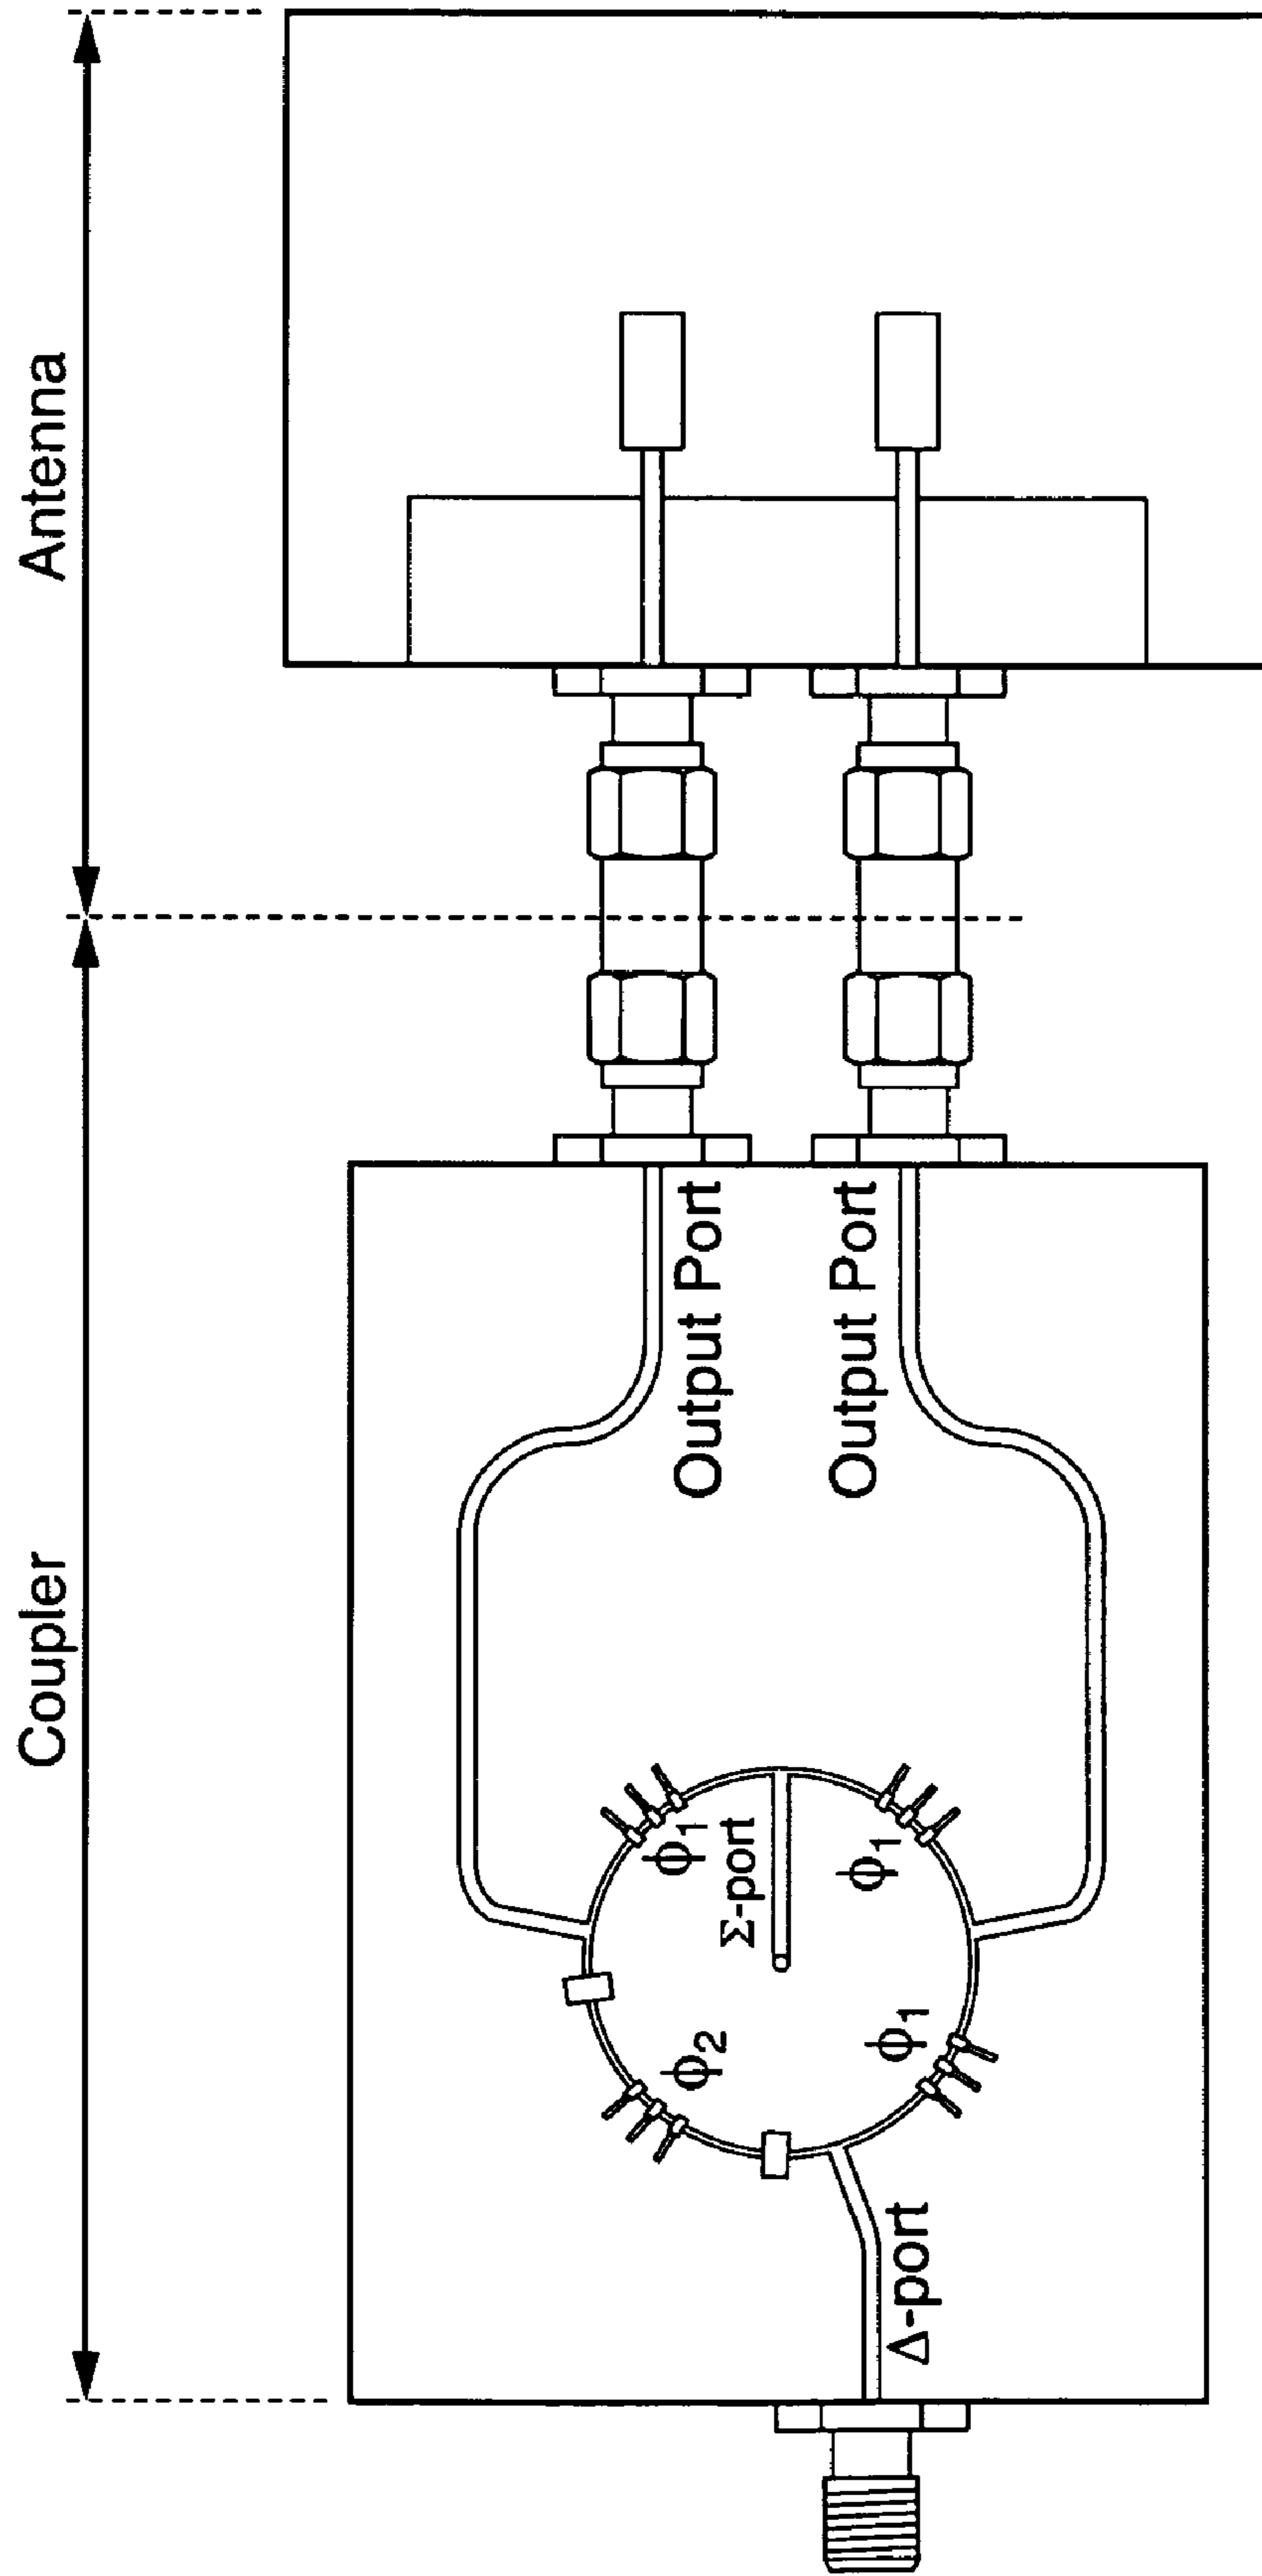 Antenna
Coupler
Output Port
Output Port
ϕ1
Σ-port
ϕ1
ϕ2
ϕ1
Δ-port